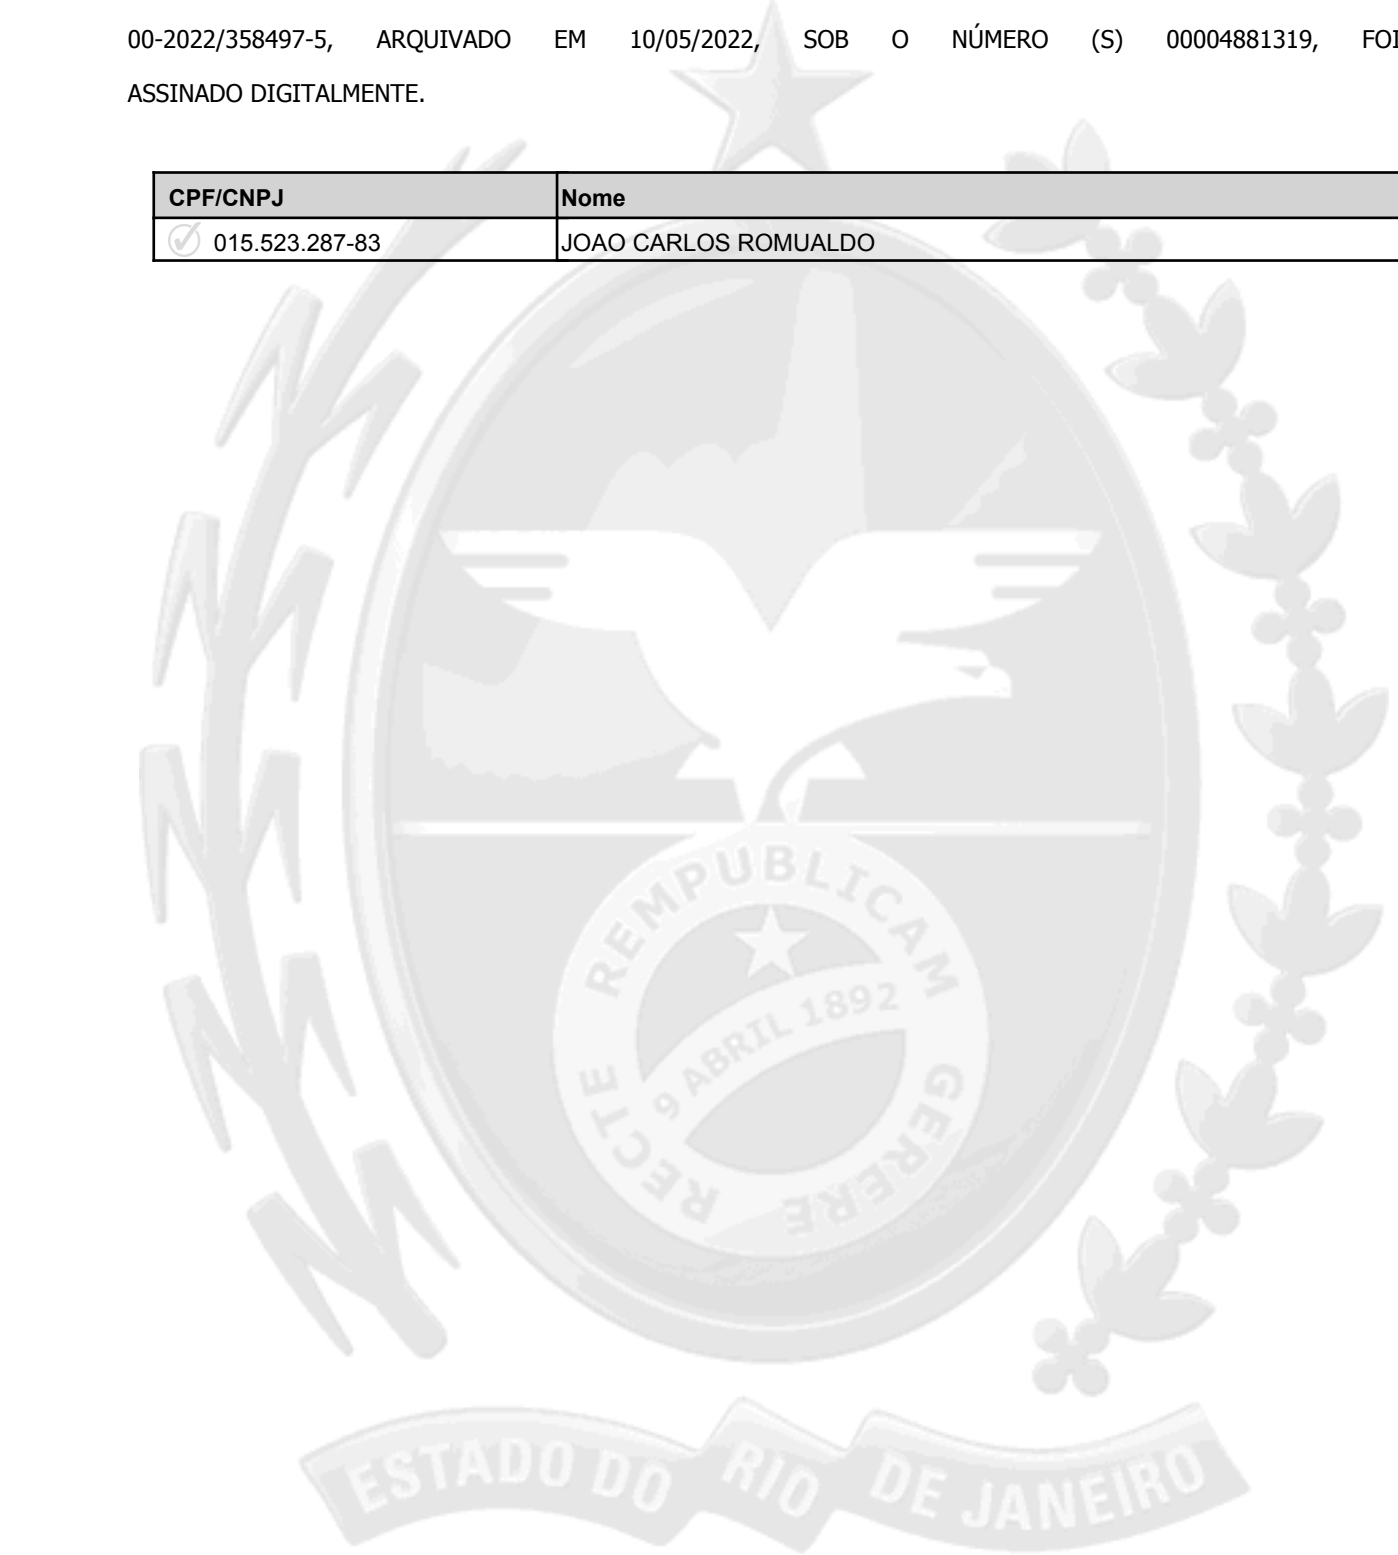 00-2022/358497-5, ARQUIVADO EM 10/05/2022, SOB O NÚMERO (S) 00004881319, FOI
ASSINADO DIGITALMENTE.
CPF/CNPJ Nome
015.523.287-83 JOAO CARLOS ROMUALDO
REMPUBLICAM
9 ABRIL 1892
RECTE GERERE
ESTADO DO RIO DE JANEIRO